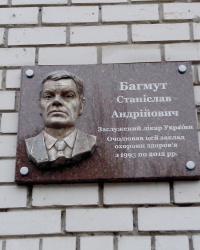 Багмут
Станіслав
Андрійович
Заслужений лікар України
Очолював цей заклад
охорони здоров'я
з 1993 по 2012 рр.